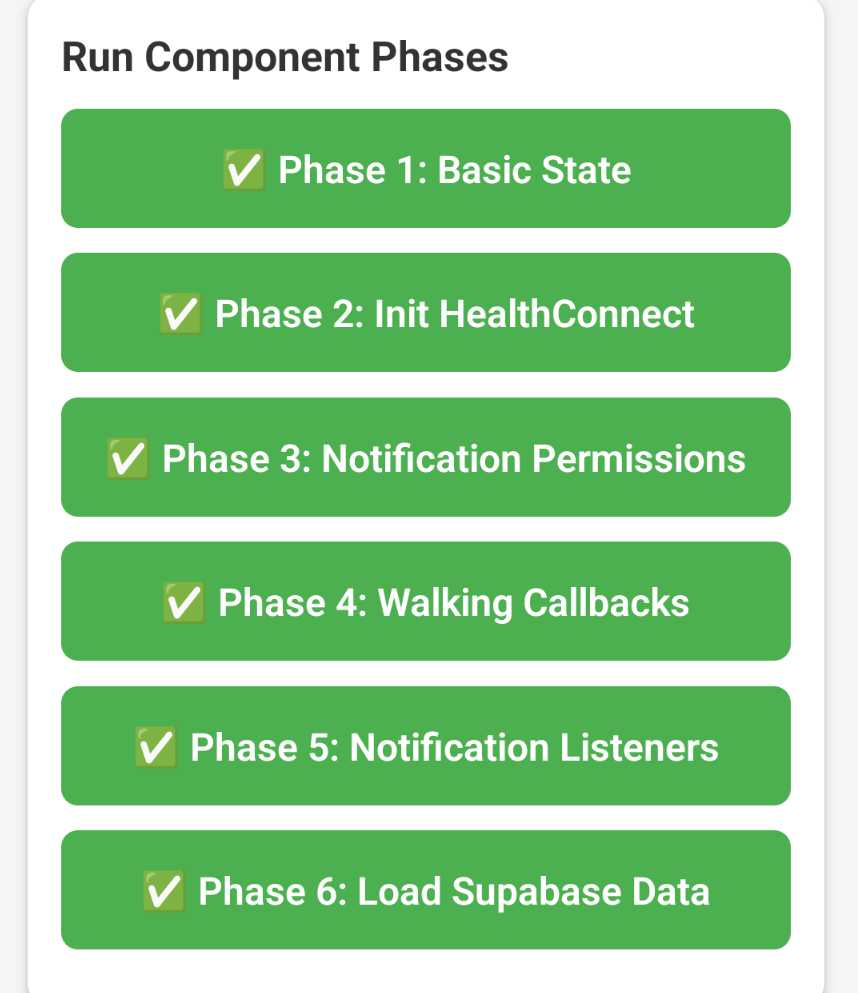 Run Component Phases
✅ Phase 1: Basic State
✅ Phase 2: Init HealthConnect
✅ Phase 3: Notification Permissions
✅ Phase 4: Walking Callbacks
✅ Phase 5: Notification Listeners
✅ Phase 6: Load Supabase Data